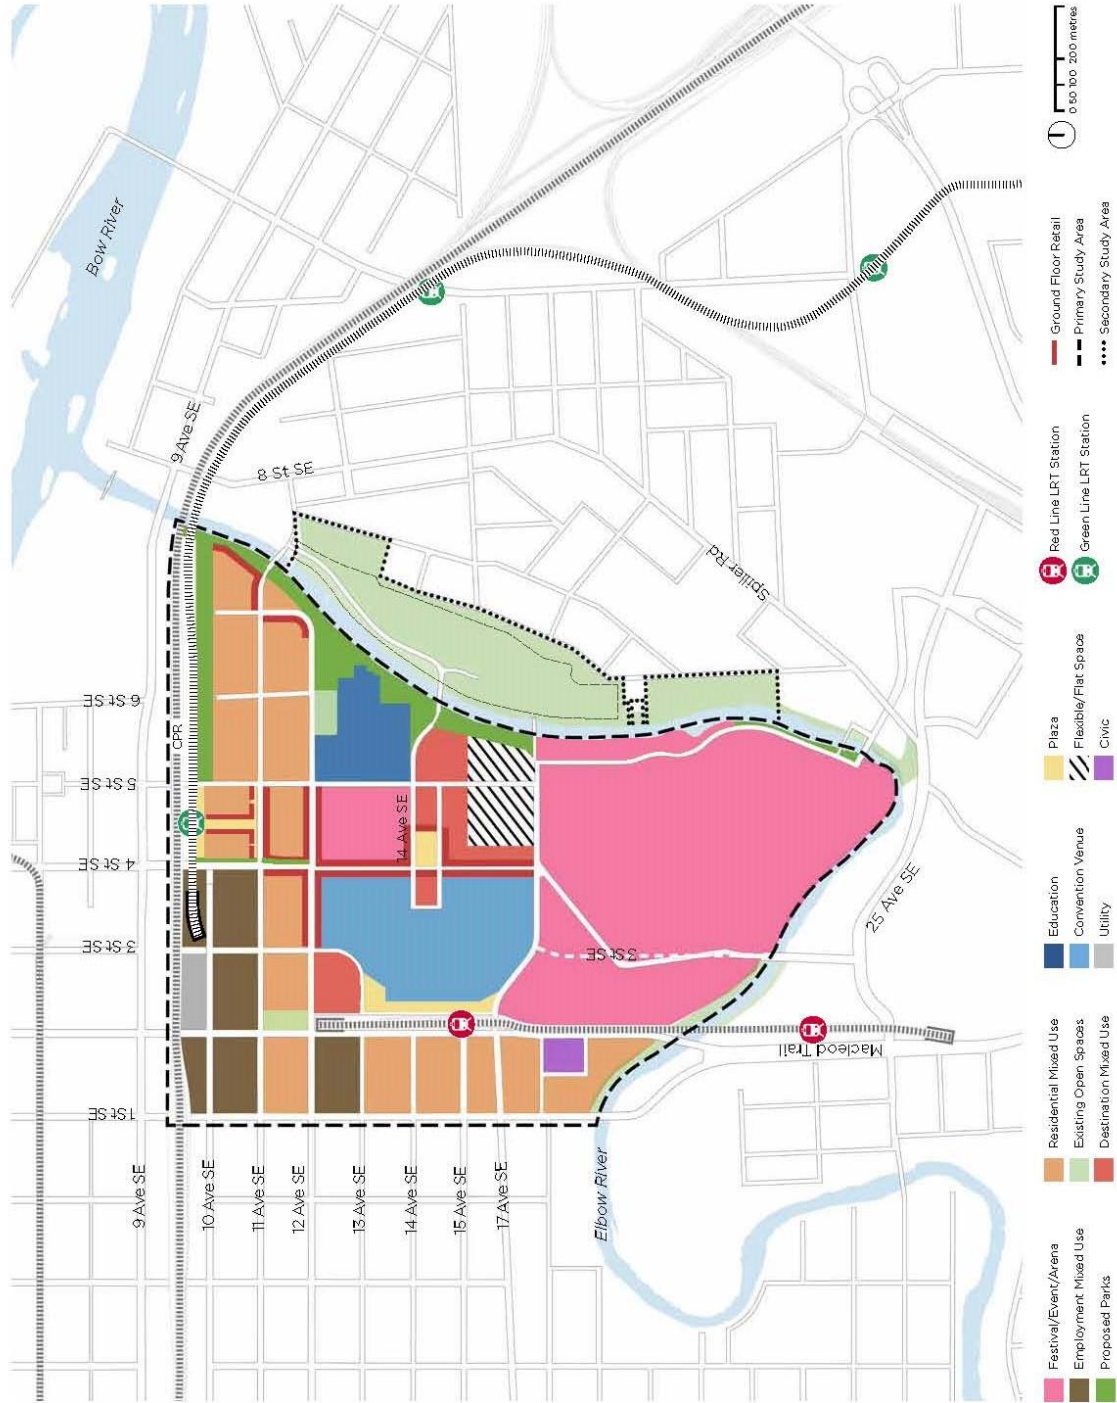 Bow River
9 Ave SE
8 St SE
6 St SE
CPR
5 St SE
4 St SE
3 St SE
1 St SE
14 Ave SE
3 St SE
Spiller Rd
25 Ave SE
Macleod Trail
9 Ave SE
10 Ave SE
11 Ave SE
12 Ave SE
13 Ave SE
14 Ave SE
15 Ave SE
17 Ave SE
Elbow River
Festival/Event/Arena
Employment Mixed Use
Proposed Parks
Residential Mixed Use
Existing Open Spaces
Destination Mixed Use
Education
Convention Venue
Utility
Plaza
Flexible/Flat Space
Civic
Red Line LRT Station
Green Line LRT Station
Ground Floor Retail
Primary Study Area
Secondary Study Area
0 50 100 200 metres